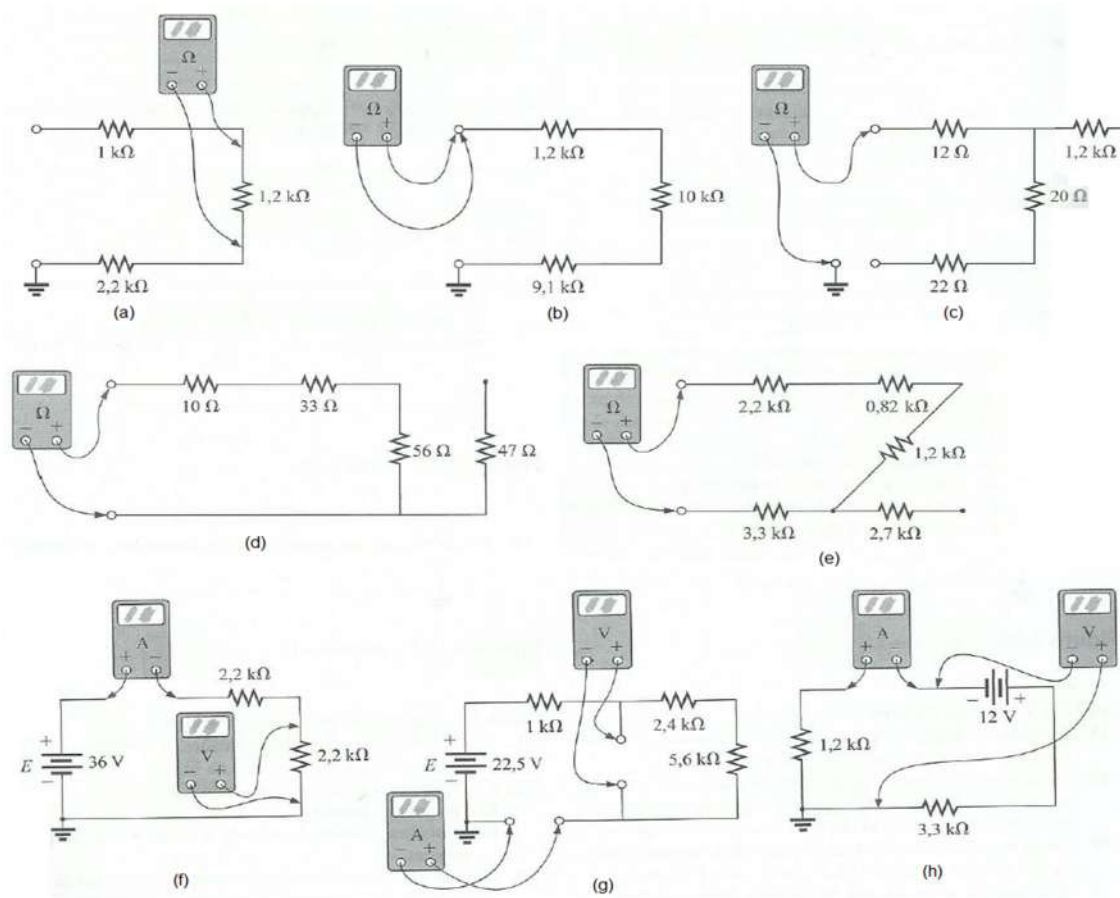 Ω
− +
1 kΩ
1,2 kΩ
2,2 kΩ
(a)
Ω
− +
1,2 kΩ
10 kΩ
9,1 kΩ
(b)
Ω
− +
12 Ω
1,2 kΩ
20 Ω
22 Ω
(c)
Ω
− +
10 Ω
33 Ω
56 Ω
47 Ω
(d)
Ω
− +
2,2 kΩ
0,82 kΩ
1,2 kΩ
3,3 kΩ
2,7 kΩ
(e)
A
+ −
2,2 kΩ
+
E
36 V
−
V
− +
2,2 kΩ
(f)
V
− +
1 kΩ
2,4 kΩ
+
E
22,5 V
−
5,6 kΩ
A
− +
(g)
A
+ −
V
− +
− +
12 V
1,2 kΩ
3,3 kΩ
(h)